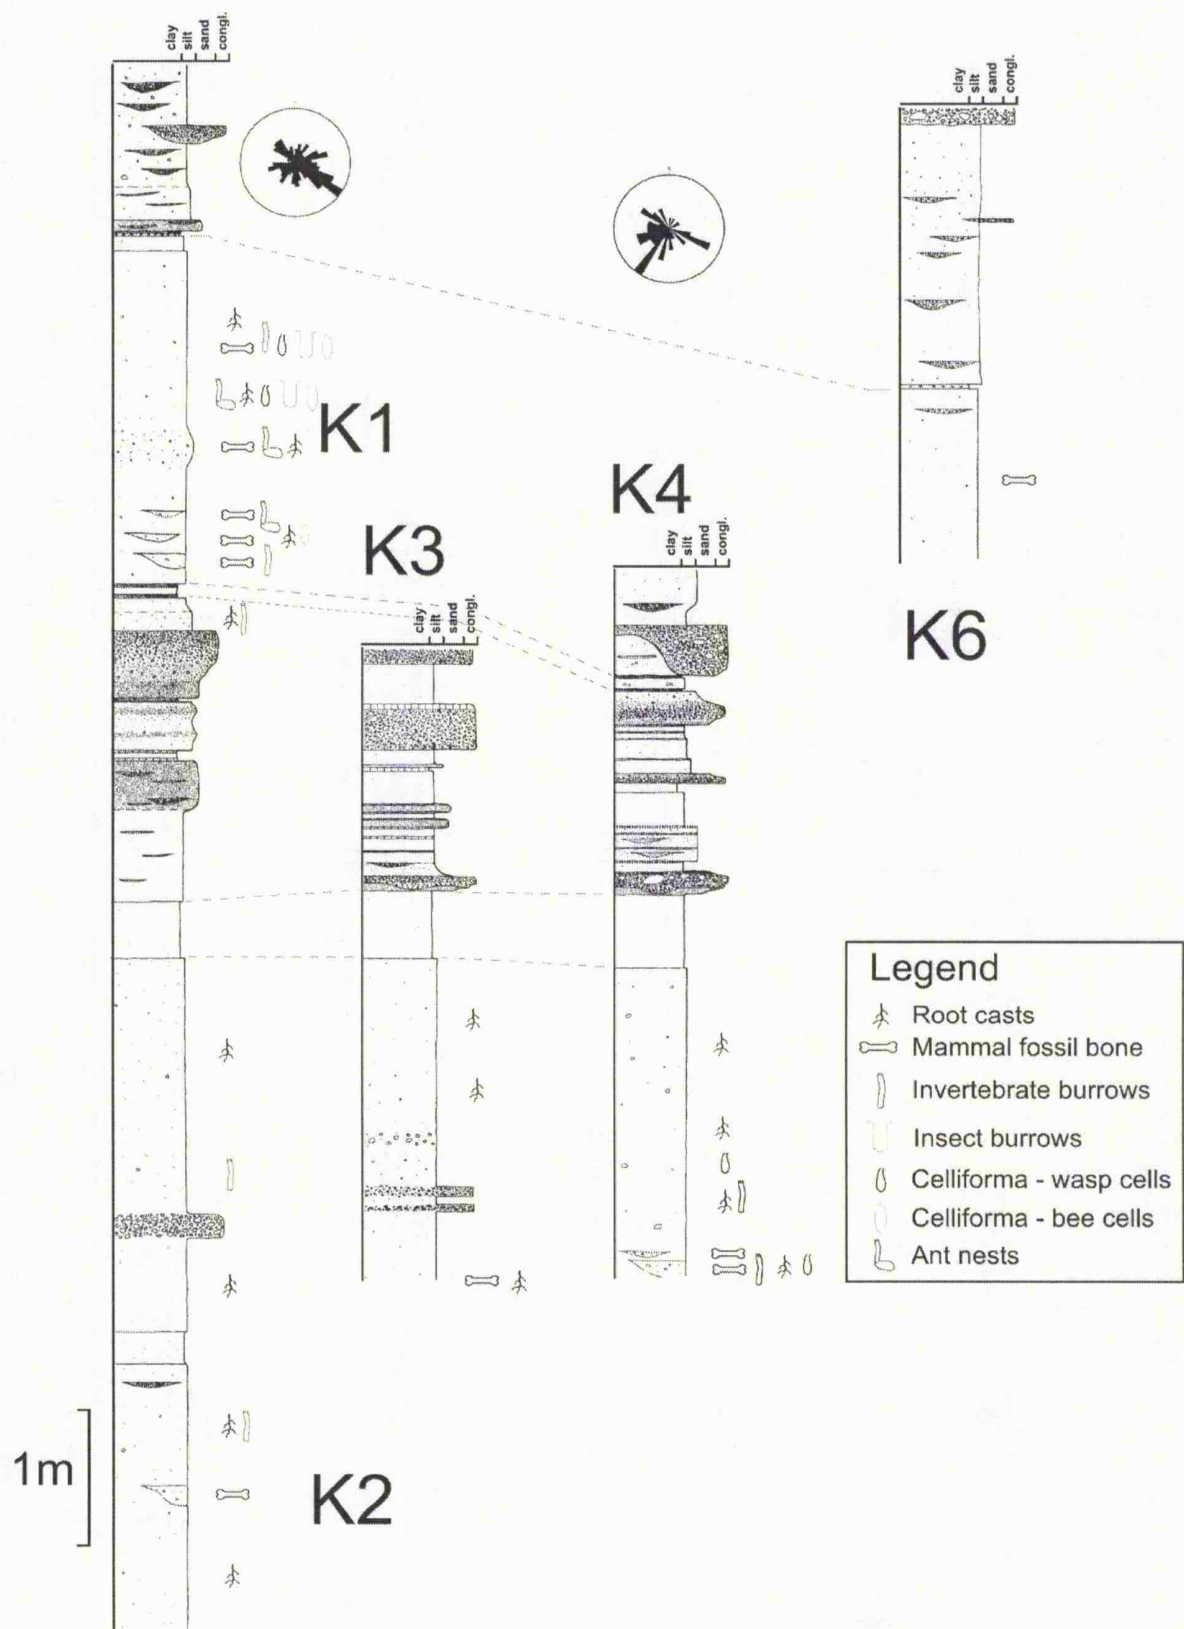 clay
silt
sand
congl.
clay
silt
sand
congl.
K1
K4
clay
silt
sand
congl.
K3
clay
silt
sand
congl.
K6
Legend
Root casts
Mammal fossil bone
Invertebrate burrows
Insect burrows
Celliforma - wasp cells
Celliforma - bee cells
Ant nests
1m
K2